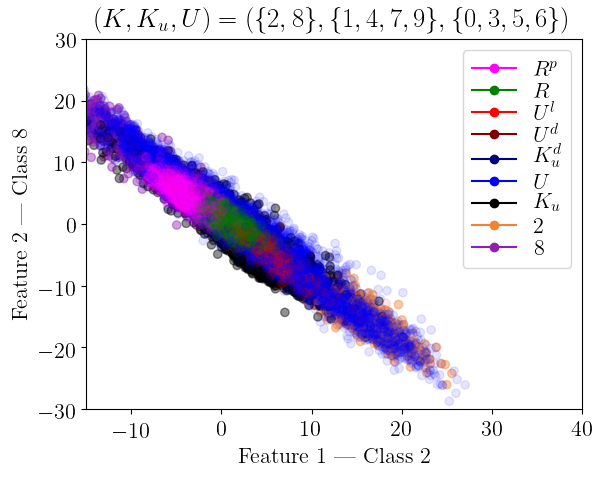 (K, K_u, U) = ({2, 8}, {1, 4, 7, 9}, {0, 3, 5, 6})
30
20
10
0
−10
−20
−30
Feature 2 — Class 8
R^p
R
U^l
U^d
K_u^d
U
K_u
2
8
−10
0
10
20
30
40
Feature 1 — Class 2